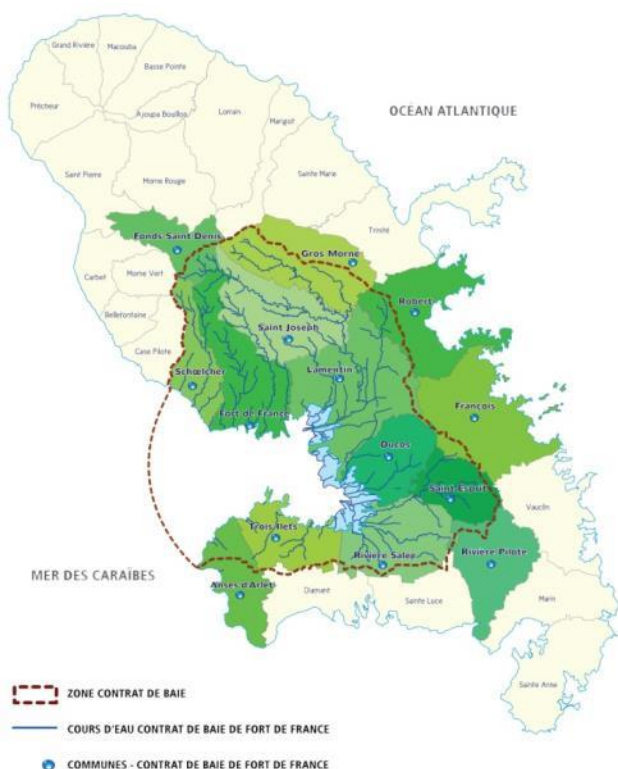 Grand Rivière
Macouba
Basse Pointe
Prêcheur
Ajoupa Bouillon
Lorrain
Marigot
OCÉAN ATLANTIQUE
Saint Pierre
Morne Rouge
Sainte Marie
Trinité
Fonds Saint Denis
Gros Morne
Carbet
Morne Vert
Bellefontaine
Case Pilote
Robert
Saint Joseph
Schœlcher
Lamentin
Fort de France
François
Ducos
Saint Esprit
Vauclin
Trois Ilets
Rivière Salée
Rivière Pilote
MER DES CARAÏBES
Anses d'Arlet
Diamant
Sainte Luce
Marin
Sainte Anne
ZONE CONTRAT DE BAIE
COURS D'EAU CONTRAT DE BAIE DE FORT DE FRANCE
COMMUNES - CONTRAT DE BAIE DE FORT DE FRANCE